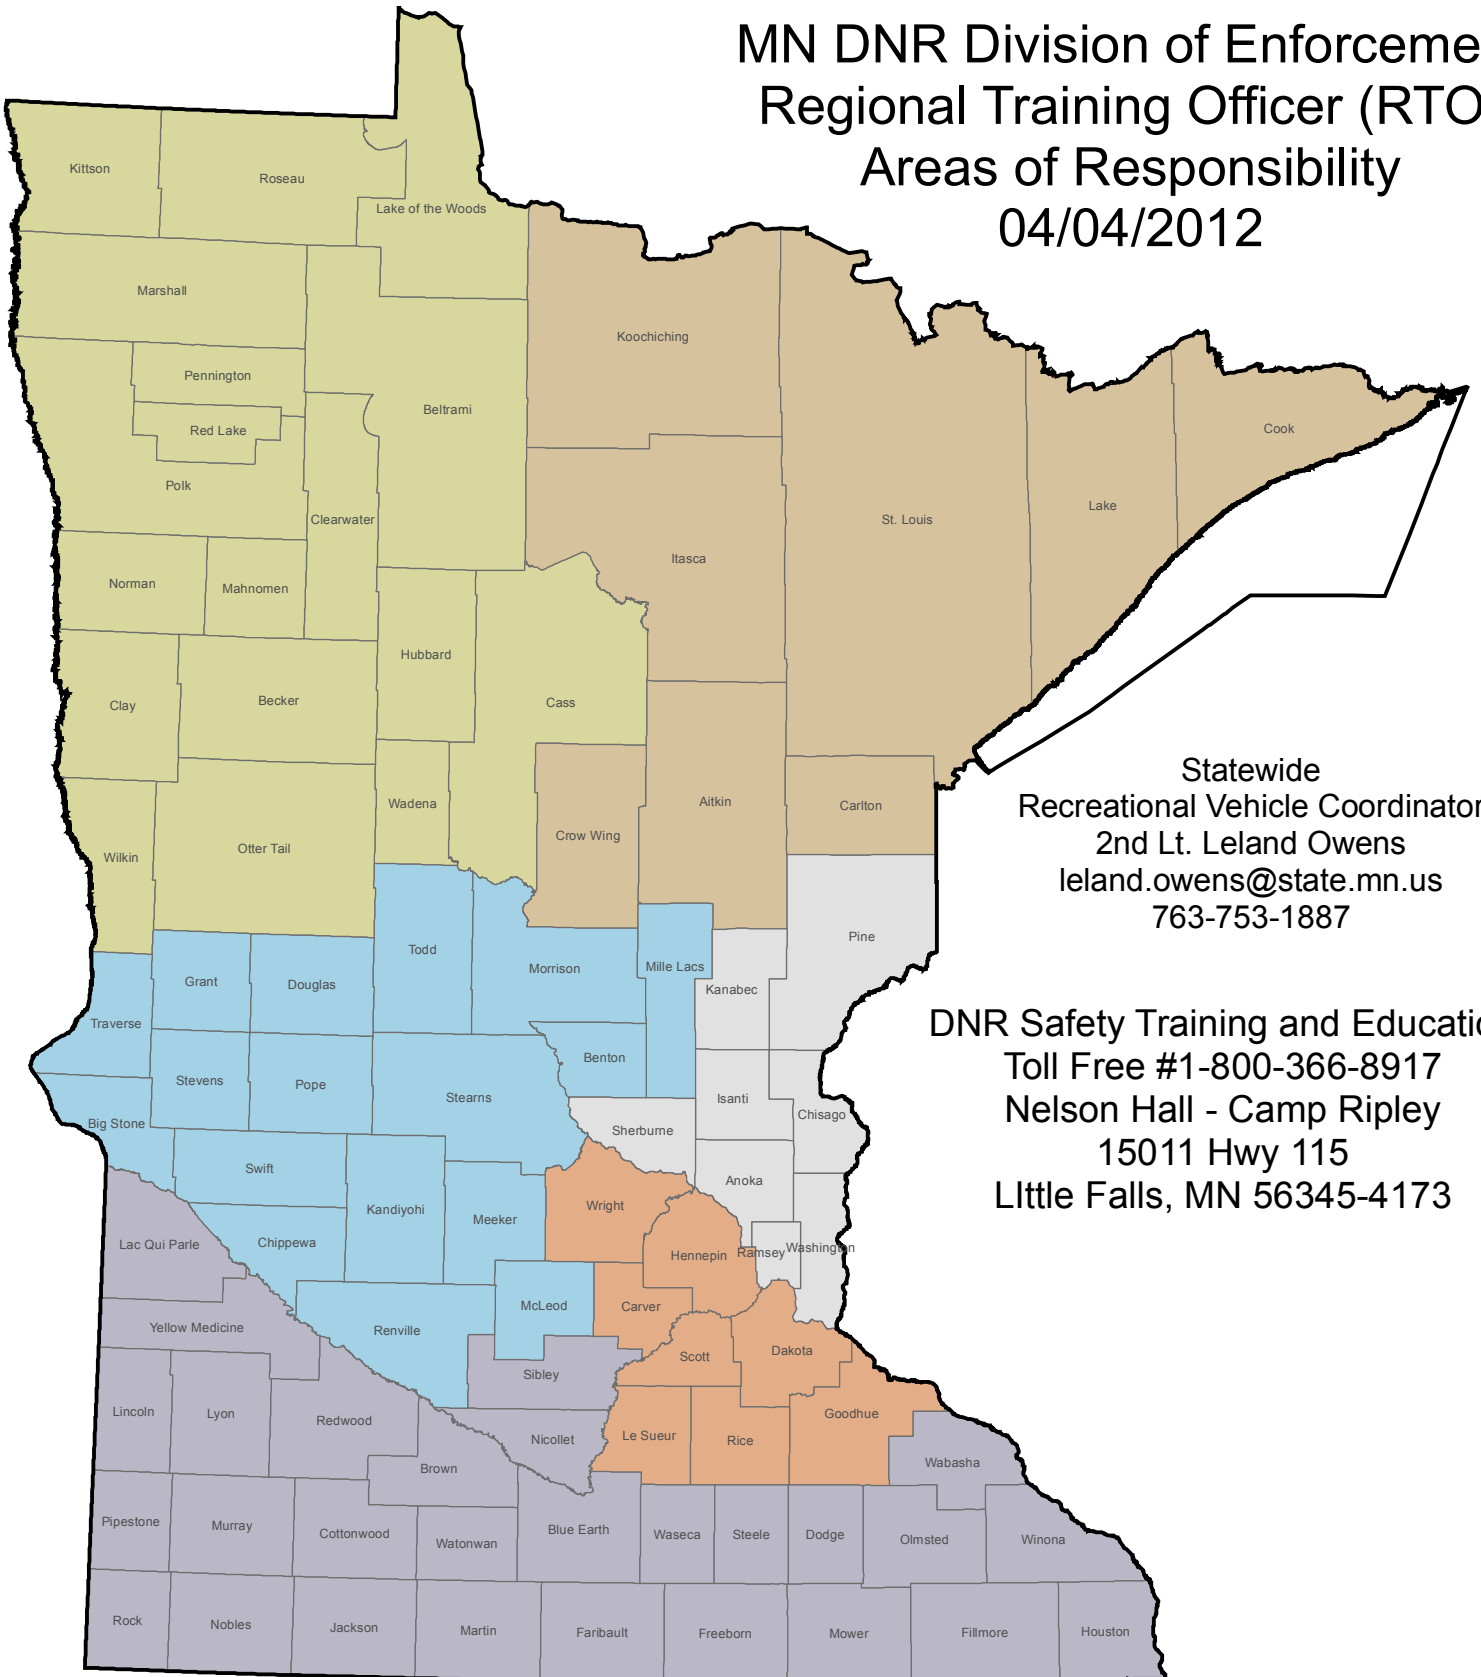 MN DNR Division of Enforceme
Regional Training Officer (RTO
Areas of Responsibility
04/04/2012
Kittson
Roseau
Lake of the Woods
Marshall
Koochiching
Pennington
Beltrami
Red Lake
Cook
Polk
Clearwater
St. Louis
Lake
Itasca
Norman
Mahnomen
Hubbard
Clay
Becker
Cass
Statewide
Recreational Vehicle Coordinator
2nd Lt. Leland Owens
leland.owens@state.mn.us
763-753-1887
Wadena
Aitkin
Carlton
Crow Wing
Wilkin
Otter Tail
Pine
Todd
Morrison
Mille Lacs
Grant
Douglas
Kanabec
Traverse
DNR Safety Training and Educatio
Toll Free #1-800-366-8917
Nelson Hall - Camp Ripley
15011 Hwy 115
LIttle Falls, MN 56345-4173
Benton
Stevens
Pope
Stearns
Isanti
Chisago
Big Stone
Sherburne
Swift
Anoka
Kandiyohi
Meeker
Wright
Lac Qui Parle
Chippewa
Hennepin
Ramsey
Washington
McLeod
Carver
Yellow Medicine
Renville
Scott
Dakota
Sibley
Lincoln
Lyon
Redwood
Goodhue
Nicollet
Le Sueur
Rice
Brown
Wabasha
Pipestone
Murray
Cottonwood
Watonwan
Blue Earth
Waseca
Steele
Dodge
Olmsted
Winona
Rock
Nobles
Jackson
Martin
Faribault
Freeborn
Mower
Fillmore
Houston